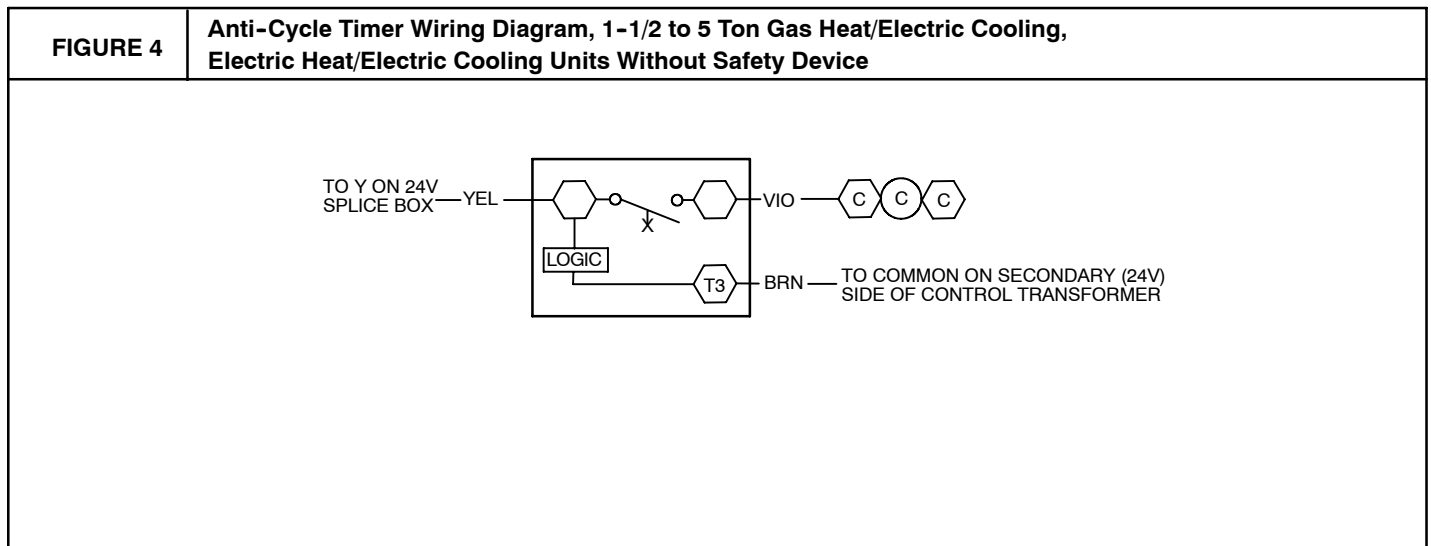 FIGURE 4
Anti-Cycle Timer Wiring Diagram, 1-1/2 to 5 Ton Gas Heat/Electric Cooling,
Electric Heat/Electric Cooling Units Without Safety Device
TO Y ON 24V
SPLICE BOX
YEL
X
VIO
C C C
LOGIC
T3
BRN
TO COMMON ON SECONDARY (24V)
SIDE OF CONTROL TRANSFORMER